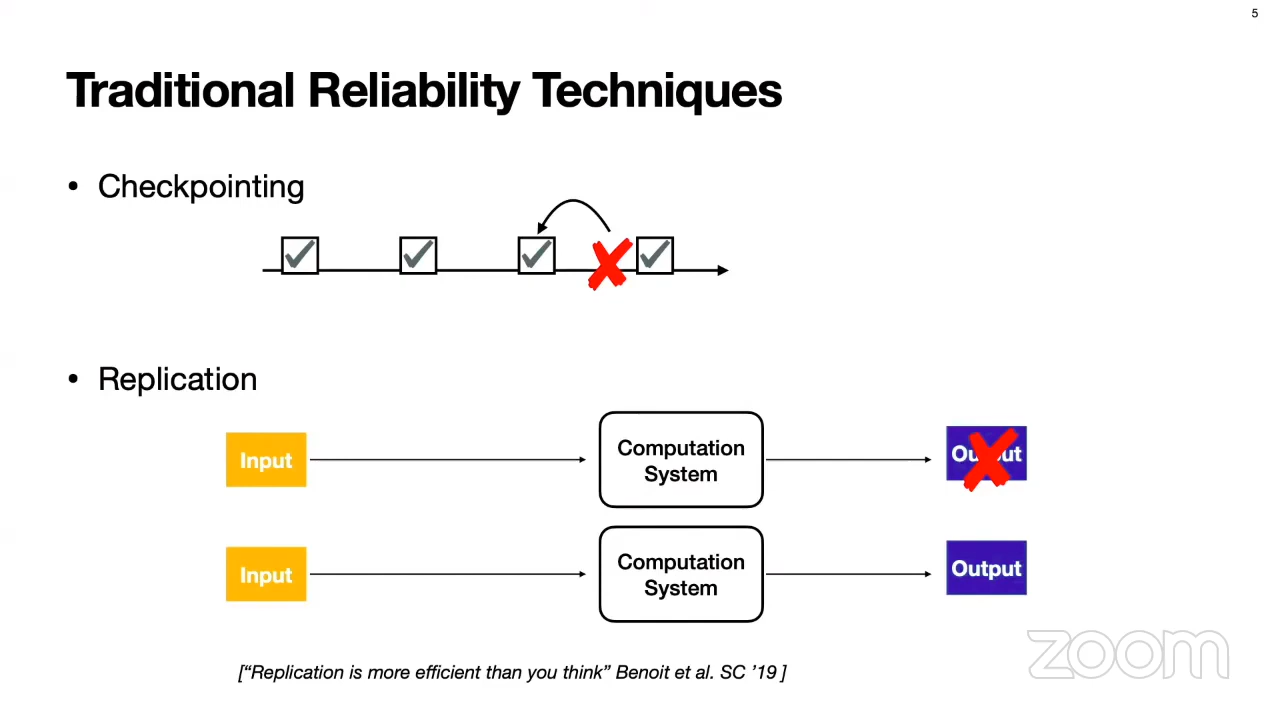 5
Traditional Reliability Techniques
• Checkpointing
• Replication
Input
Computation
System
Output
Input
Computation
System
Output
[“Replication is more efficient than you think” Benoit et al. SC ’19 ]
zoom